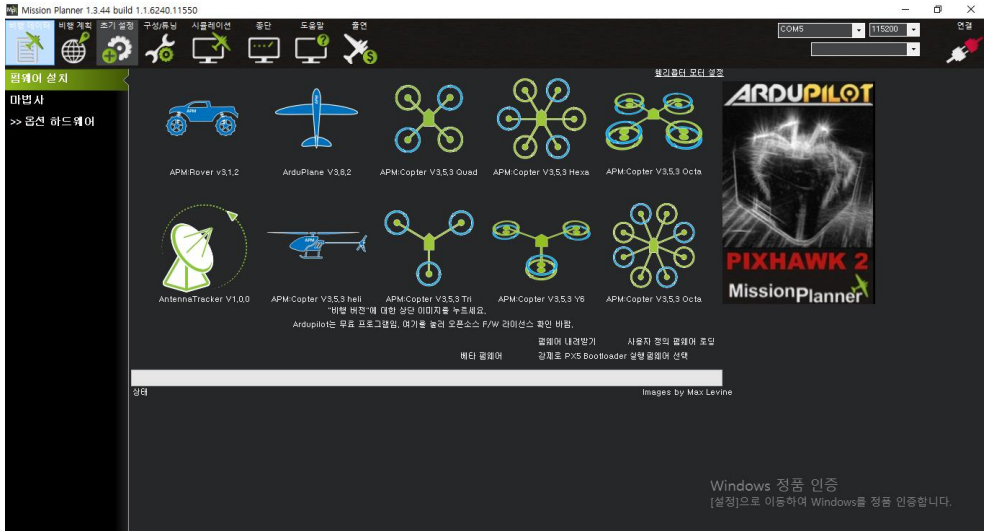 Mission Planner 1.3.44 build 1.1.6240.11550
비행 데이터 비행 계획 초기 설정 구성/튜닝 시뮬레이션 종단 도움말 출연
COM5 115200 연결
펌웨어 설치
마법사
>> 옵션 하드웨어
헬리콥터 모터 설정
APM:Rover v3,1,2 ArduPlane V3,8,2 APM:Copter V3,5,3 Quad APM:Copter V3,5,3 Hexa APM:Copter V3,5,3 Octa
AntennaTracker V1,0,0 APM:Copter V3,5,3 heli APM:Copter V3,5,3 Tri APM:Copter V3,5,3 Y6 APM:Copter V3,5,3 Octa
ARDUPILOT
PIXHAWK 2
Mission Planner
"비행 버전"에 대한 상단 이미지를 누르세요.
Ardupilot는 무료 프로그램임, 여기를 눌러 오픈소스 F/W 라이선스 확인 바람.
펌웨어 내려받기 사용자 정의 펌웨어 로딩
베타 펌웨어 강제로 PX5 Bootloader 실행 펌웨어 선택
상태 Images by Max Levine
Windows 정품 인증
[설정]으로 이동하여 Windows를 정품 인증합니다.